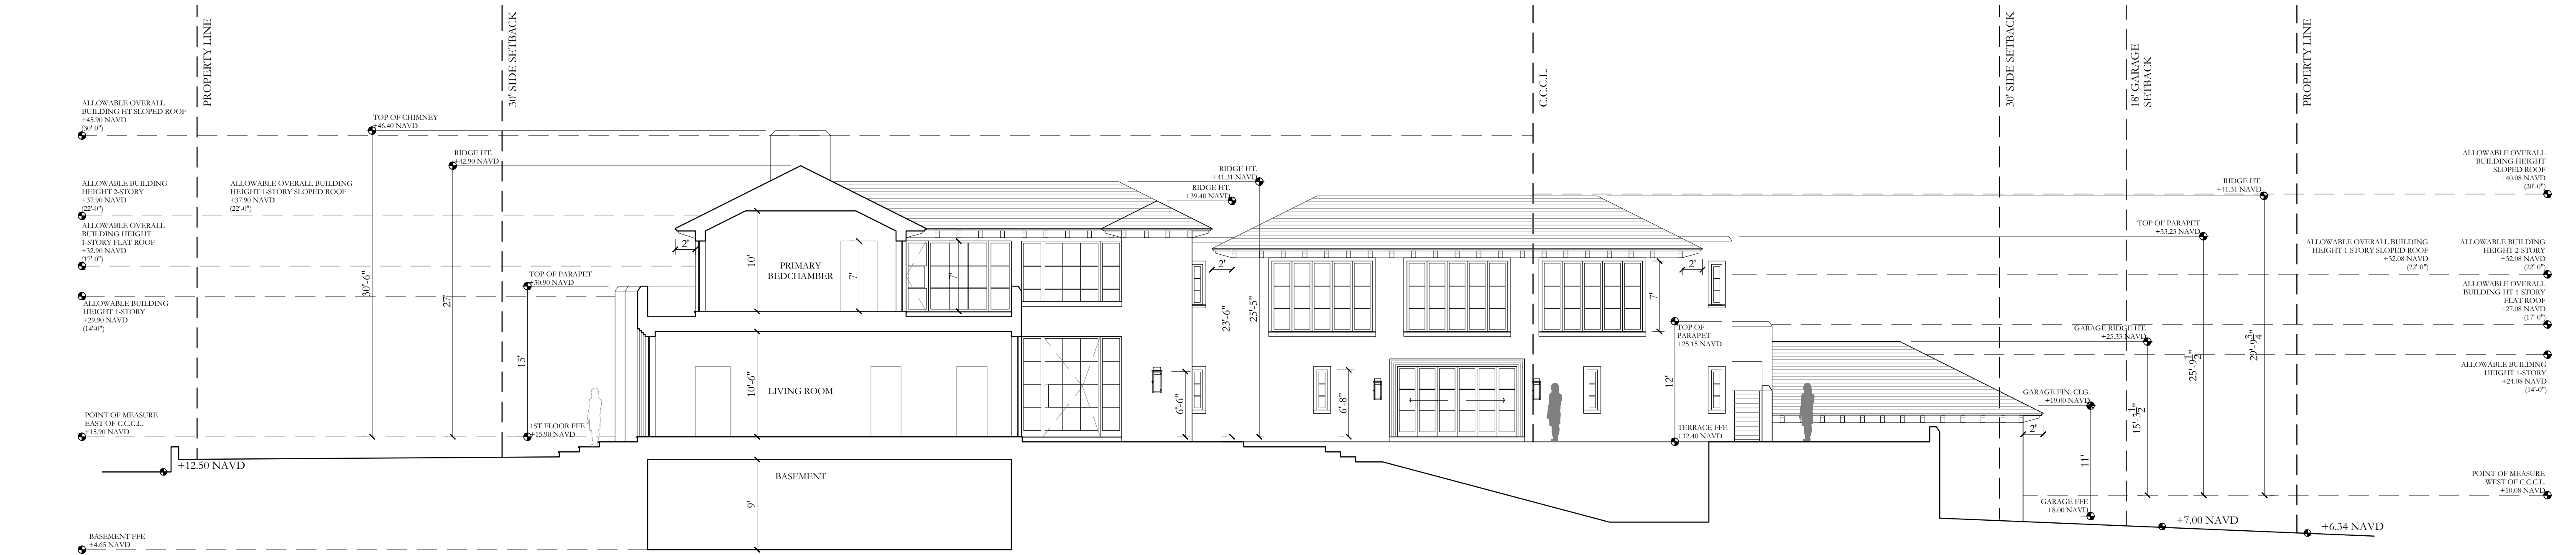 PROPERTY LINE
30' SIDE SETBACK
C.C.C.L.
30' SIDE SETBACK
18' GARAGE
SETBACK
PROPERTY LINE
ALLOWABLE OVERALL
BUILDING HT SLOPED ROOF
+45.90 NAVD
(30'-0")
ALLOWABLE BUILDING
HEIGHT 2-STORY
+37.90 NAVD
(22'-0")
ALLOWABLE OVERALL BUILDING
HEIGHT 1-STORY SLOPED ROOF
+37.90 NAVD
(22'-0")
ALLOWABLE OVERALL
BUILDING HEIGHT
1-STORY FLAT ROOF
+32.90 NAVD
(17'-0")
ALLOWABLE BUILDING
HEIGHT 1-STORY
+29.90 NAVD
(14'-0")
POINT OF MEASURE
EAST OF C.C.C.L.
+15.90 NAVD
+12.50 NAVD
BASEMENT FFE
+4.65 NAVD
TOP OF CHIMNEY
+46.40 NAVD
30'-6"
RIDGE HT.
+42.90 NAVD
27'
TOP OF PARAPET
+30.90 NAVD
15'
1ST FLOOR FFE
+15.90 NAVD
2'
10'
PRIMARY
BEDCHAMBER
7'
7'
10'-6"
LIVING ROOM
9'
BASEMENT
RIDGE HT.
+41.31 NAVD
RIDGE HT.
+39.40 NAVD
6'-6"
2'
23'-6"
25'-5"
6'-8"
7'
2'
TOP OF
PARAPET
+25.15 NAVD
12'
TERRACE FFE
+12.40 NAVD
RIDGE HT.
+41.31 NAVD
TOP OF PARAPET
+33.23 NAVD
GARAGE RIDGE HT.
+25.33 NAVD
GARAGE FIN. CLG.
+19.00 NAVD
2'
11'
15'-3 1/2"
25'-9 1/2"
29'-9 3/4"
GARAGE FFE
+8.00 NAVD
+7.00 NAVD
+6.34 NAVD
ALLOWABLE OVERALL
BUILDING HEIGHT
SLOPED ROOF
+40.08 NAVD
(30'-0")
ALLOWABLE OVERALL BUILDING
HEIGHT 1-STORY SLOPED ROOF
+32.08 NAVD
(22'-0")
ALLOWABLE BUILDING
HEIGHT 2-STORY
+32.08 NAVD
(22'-0")
ALLOWABLE OVERALL
BUILDING HT 1-STORY
FLAT ROOF
+27.08 NAVD
(17'-0")
ALLOWABLE BUILDING
HEIGHT 1-STORY
+24.08 NAVD
(14'-0")
POINT OF MEASURE
WEST OF C.C.C.L.
+10.08 NAVD